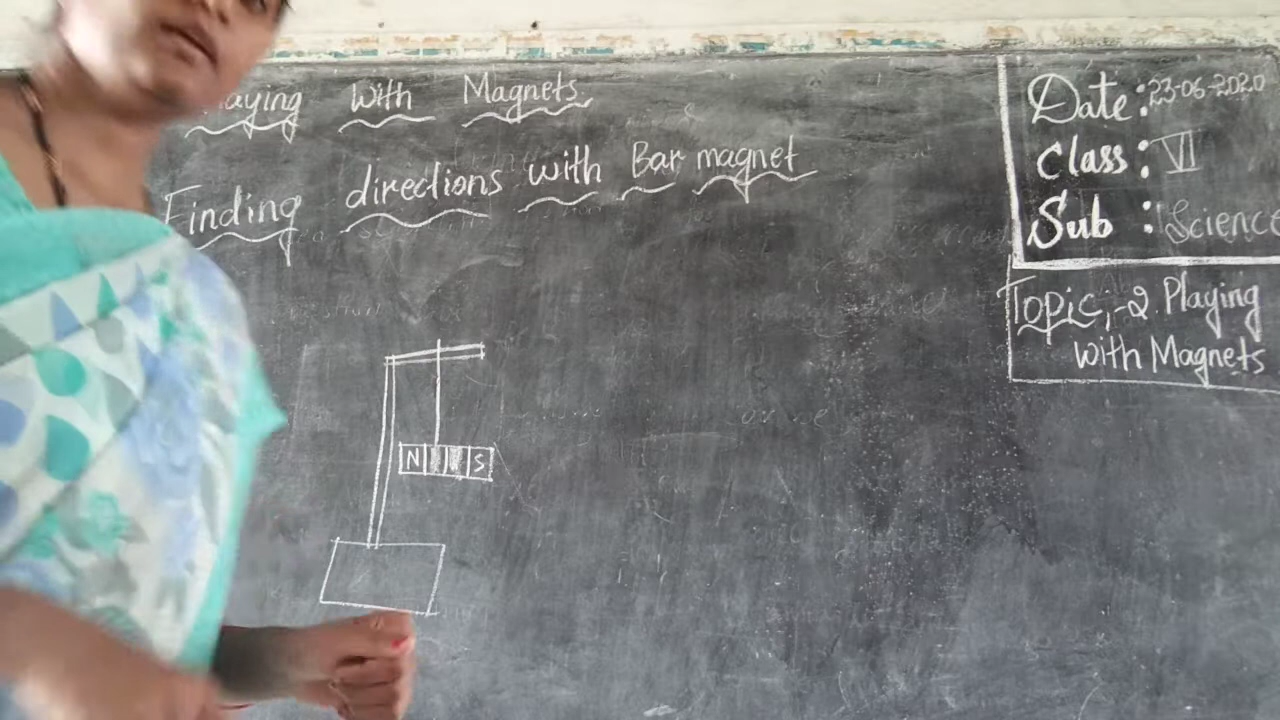 aying with Magnets
Finding directions with Bar magnet
N S
Date: 23-06-2020
Class: VI
Sub : Science
Topic:-2 Playing
with Magnets